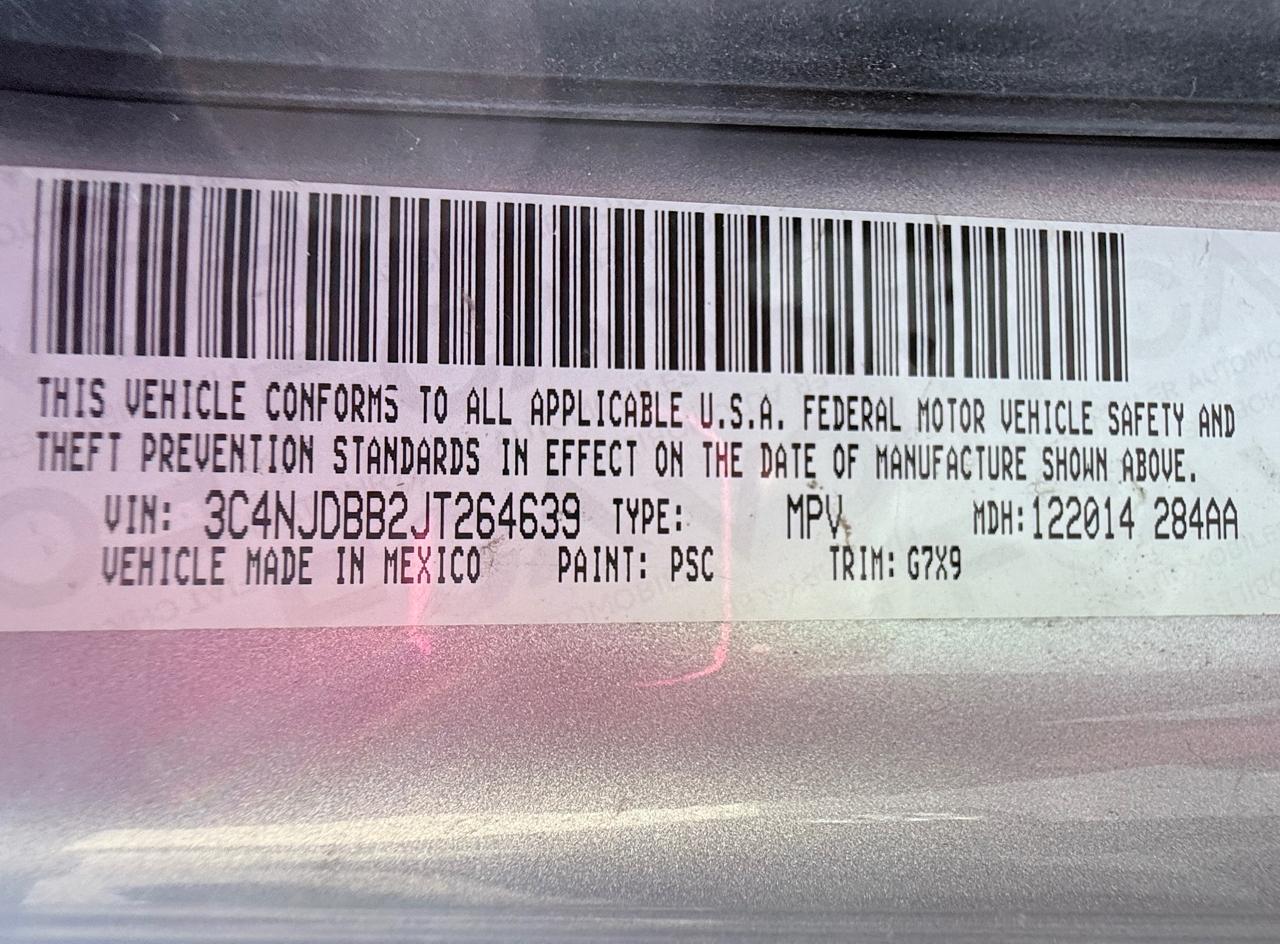 THIS VEHICLE CONFORMS TO ALL APPLICABLE U.S.A. FEDERAL MOTOR VEHICLE SAFETY AND
THEFT PREVENTION STANDARDS IN EFFECT ON THE DATE OF MANUFACTURE SHOWN ABOVE.
VIN: 3C4NJDBB2JT264639 TYPE: MPV MDH: 122014 284AA
VEHICLE MADE IN MEXICO PAINT: PSC TRIM: G7X9